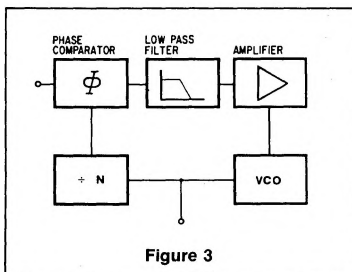 PHASE
COMPARATOR
LOW PASS
FILTER
AMPLIFIER
Φ
÷ N
VCO
Figure 3